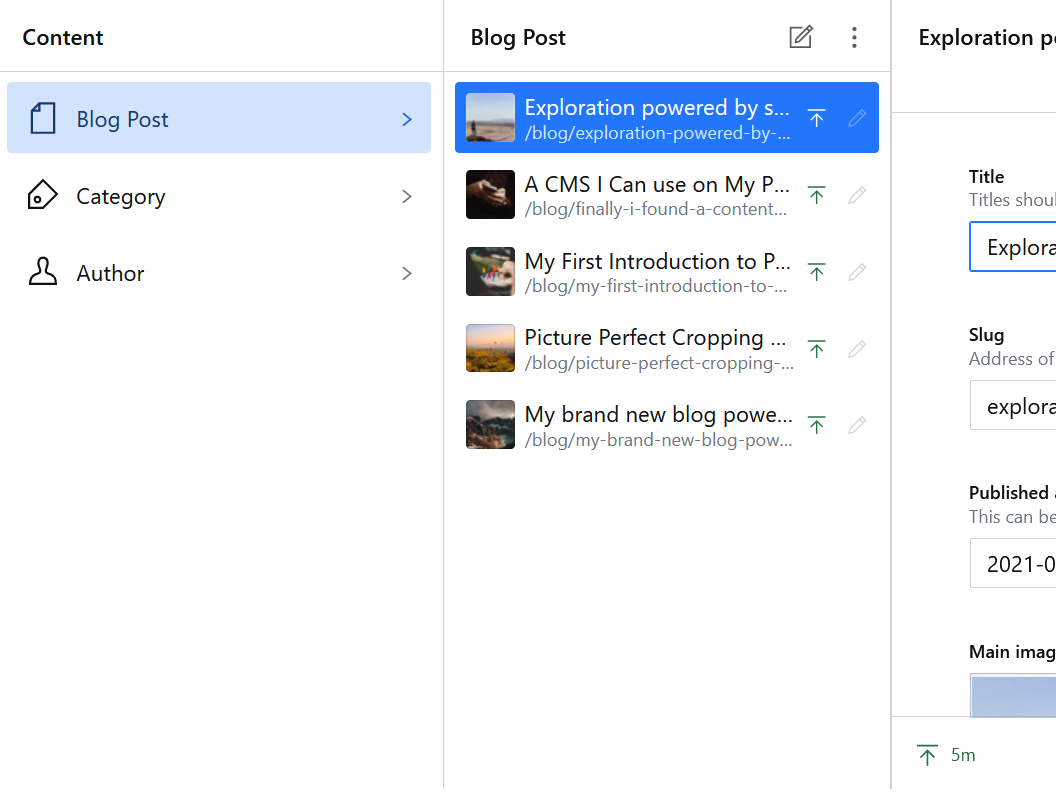 Content
Blog Post
Category
Author
Blog Post
Exploration powered by s...
/blog/exploration-powered-by-...
A CMS I Can use on My P...
/blog/finally-i-found-a-content...
My First Introduction to P...
/blog/my-first-introduction-to-...
Picture Perfect Cropping ...
/blog/picture-perfect-cropping-...
My brand new blog powe...
/blog/my-brand-new-blog-pow...
Exploration p
Title
Titles shoul
Explora
Slug
Address of
explora
Published a
This can be
2021-0
Main imag
5m